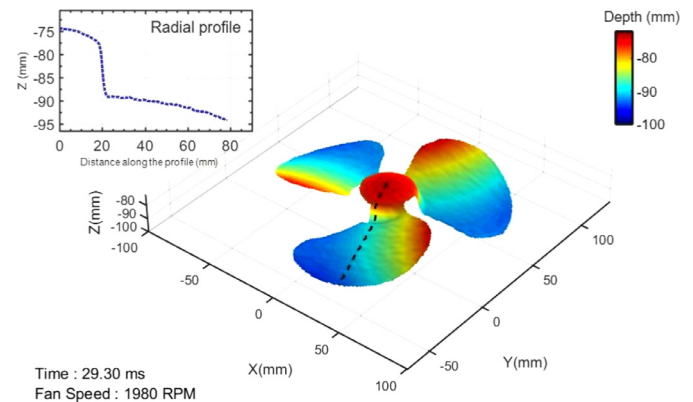 Radial profile
Z (mm)
-75
-80
-85
-90
-95
0 20 40 60 80
Distance along the profile (mm)
Depth (mm)
-80
-90
-100
Z(mm)
-80
-90
-100
-100
-50
0
50
100
X(mm)
-50
0
50
100
Y(mm)
Time : 29.30 ms
Fan Speed : 1980 RPM